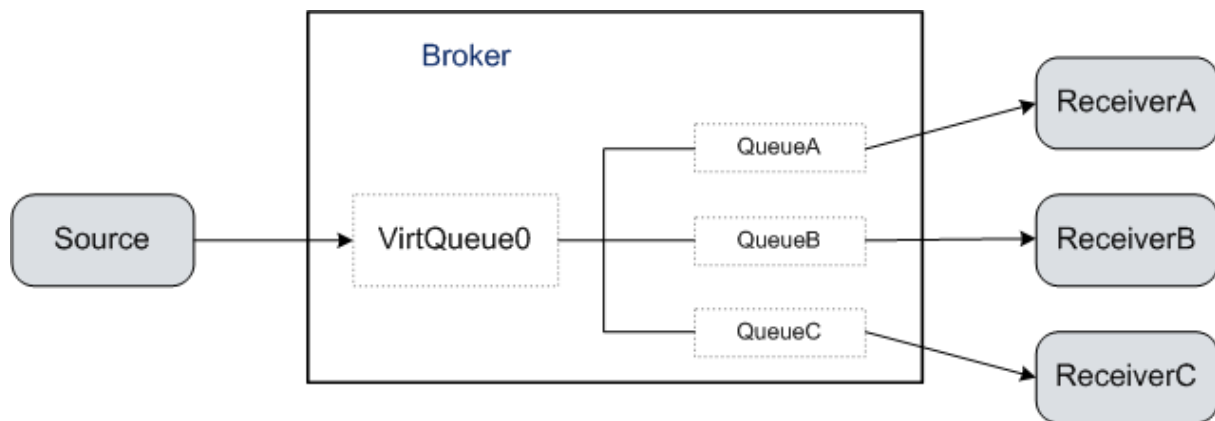 Broker
ReceiverA
QueueA
Source
VirtQueue0
QueueB
ReceiverB
QueueC
ReceiverC